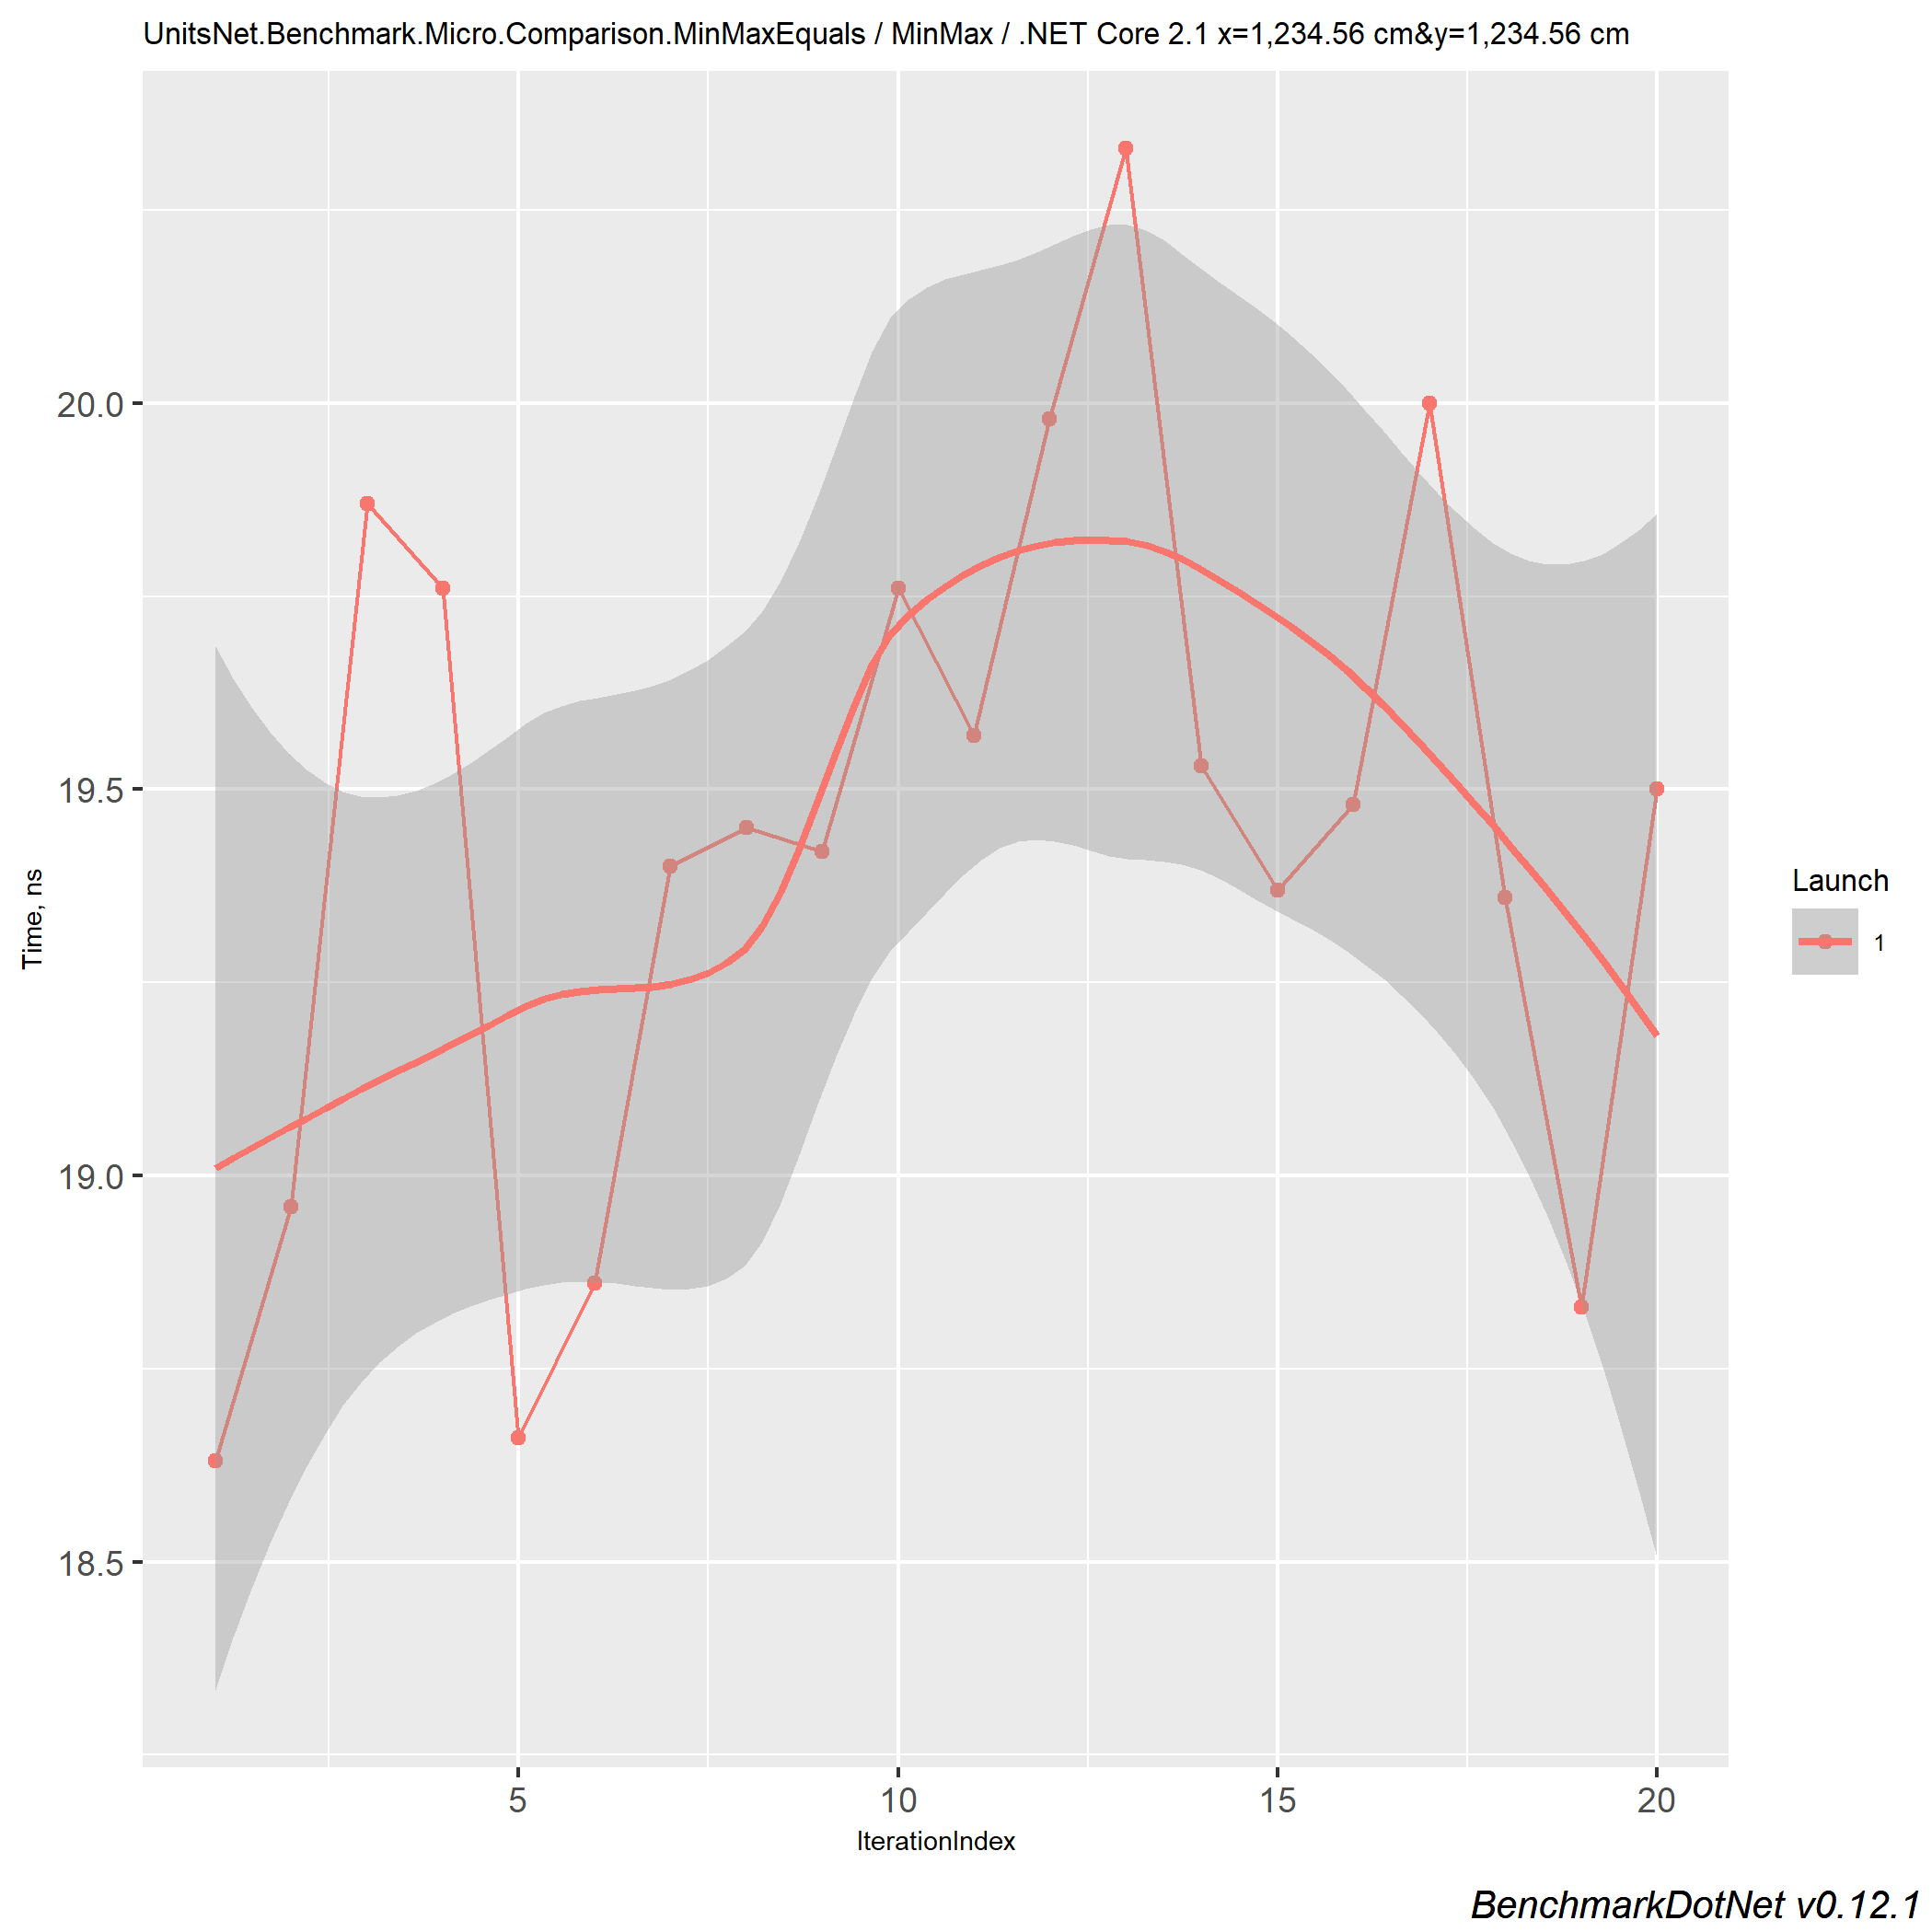 UnitsNet.Benchmark.Micro.Comparison.MinMaxEquals / MinMax / .NET Core 2.1 x=1,234.56 cm&y=1,234.56 cm
20.0
19.5
19.0
18.5
Time, ns
5 10 15 20
IterationIndex
Launch
1
BenchmarkDotNet v0.12.1